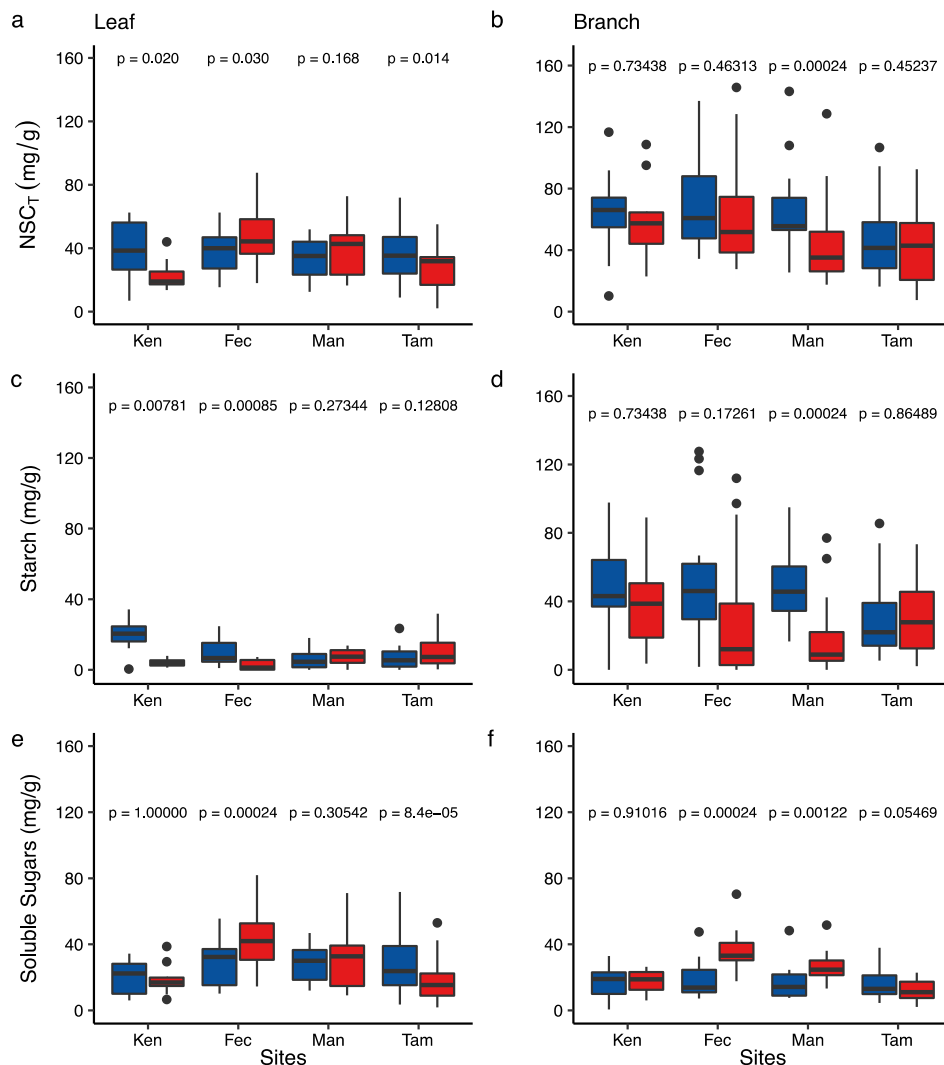 a Leaf
NSCT (mg/g)
160
120
80
40
0
p = 0.020 p = 0.030 p = 0.168 p = 0.014
Ken Fec Man Tam
b Branch
160
120
80
40
0
p = 0.73438 p = 0.46313 p = 0.00024 p = 0.45237
Ken Fec Man Tam
c
Starch (mg/g)
160
120
80
40
0
p = 0.00781 p = 0.00085 p = 0.27344 p = 0.12808
Ken Fec Man Tam
d
160
120
80
40
0
p = 0.73438 p = 0.17261 p = 0.00024 p = 0.86489
Ken Fec Man Tam
e
Soluble Sugars (mg/g)
160
120
80
40
0
p = 1.00000 p = 0.00024 p = 0.30542 p = 8.4e−05
Ken Fec Man Tam
Sites
f
160
120
80
40
0
p = 0.91016 p = 0.00024 p = 0.00122 p = 0.05469
Ken Fec Man Tam
Sites